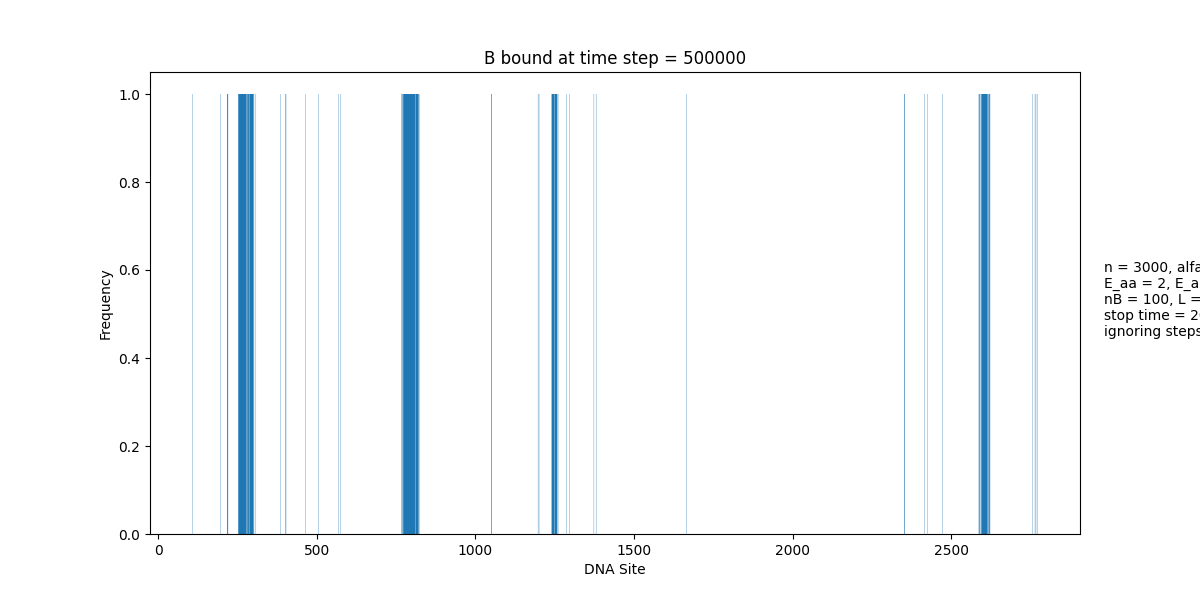 B bound at time step = 500000
1.0
0.8
0.6
0.4
0.2
0.0
Frequency
0 500 1000 1500 2000 2500
DNA Site
n = 3000, alfa
E_aa = 2, E_a
nB = 100, L =
stop time = 2
ignoring steps